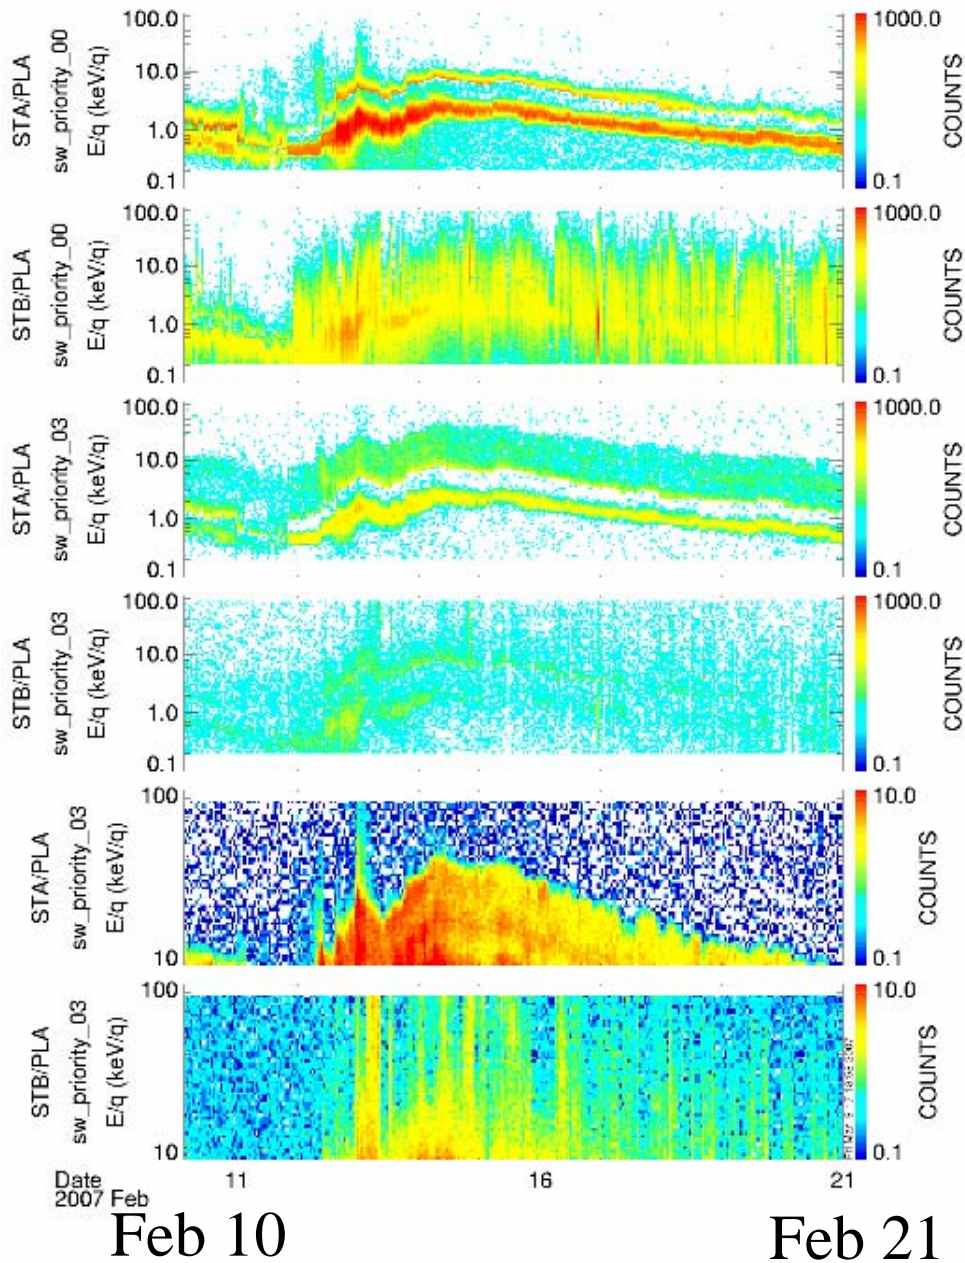 STA/PLA
sw_priority_00
E/q (keV/q)
100.0
10.0
1.0
0.1
1000.0
0.1
COUNTS
STB/PLA
sw_priority_00
E/q (keV/q)
100.0
10.0
1.0
0.1
1000.0
0.1
COUNTS
STA/PLA
sw_priority_03
E/q (keV/q)
100.0
10.0
1.0
0.1
1000.0
0.1
COUNTS
STB/PLA
sw_priority_03
E/q (keV/q)
100.0
10.0
1.0
0.1
1000.0
0.1
COUNTS
STA/PLA
sw_priority_03
E/q (keV/q)
100
10
10.0
0.1
COUNTS
STB/PLA
sw_priority_03
E/q (keV/q)
100
10
10.0
0.1
COUNTS
Date 11 16 21
2007 Feb
Feb 10 Feb 21